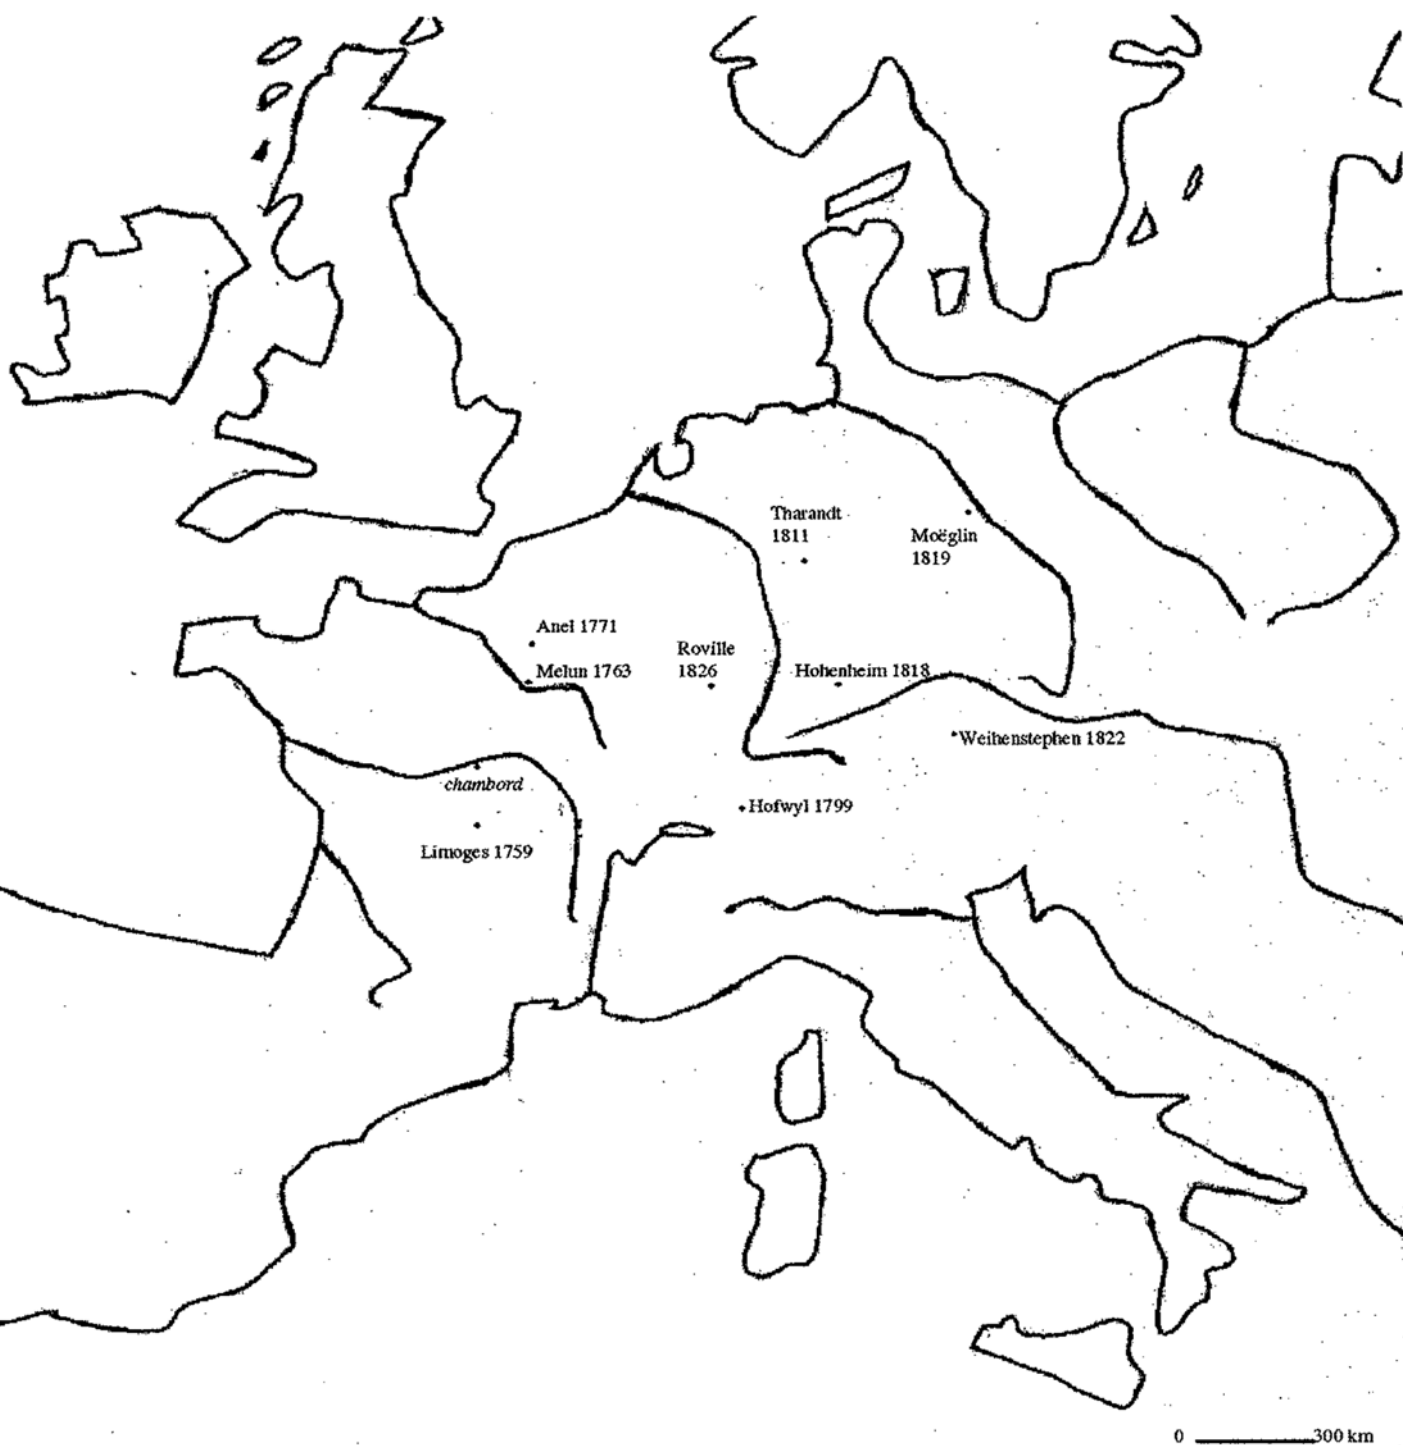 Tharandt
1811
Moëglin
1819
Anel 1771
Roville
1826
Melun 1763
Hohenheim 1818
Weihenstephen 1822
chambord
Hofwyl 1799
Limoges 1759
0 300 km